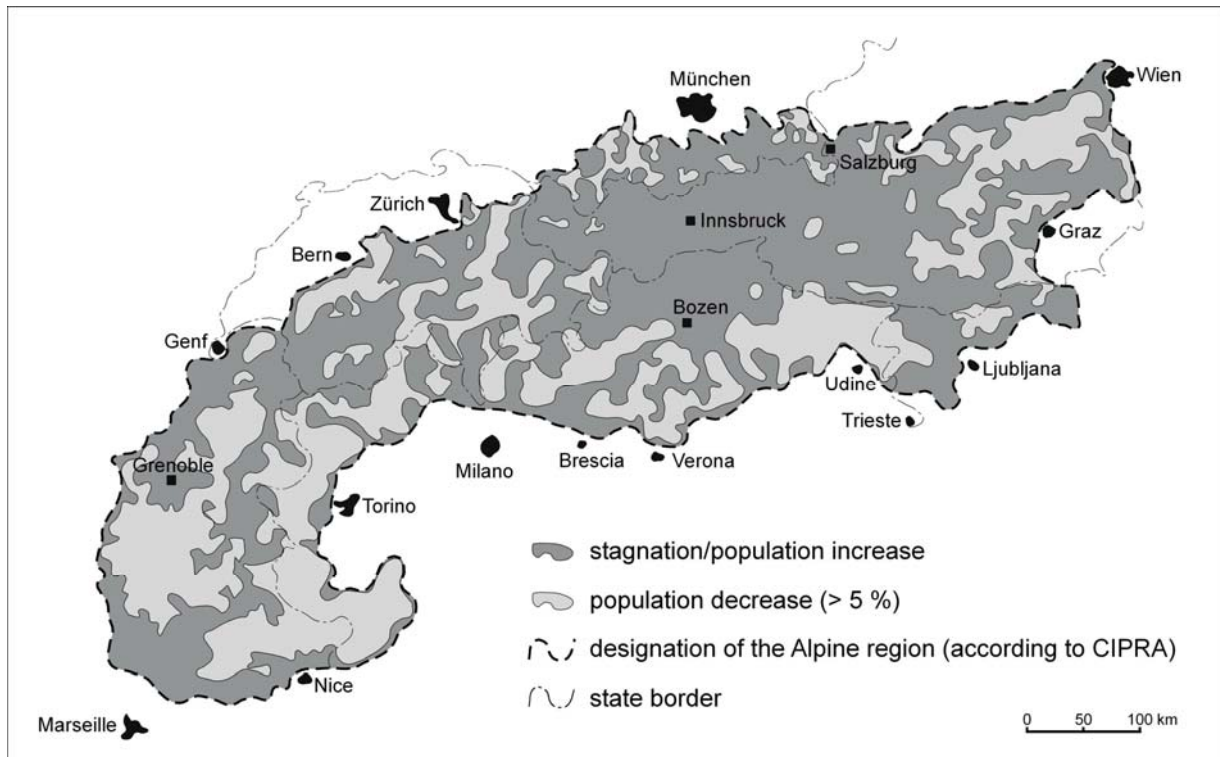 Wien
München
Salzburg
Zürich
Innsbruck
Graz
Bern
Bozen
Genf
Ljubljana
Udine
Trieste
Grenoble
Milano
Brescia
Verona
Torino
stagnation/population increase
population decrease (> 5 %)
designation of the Alpine region (according to CIPRA)
Nice
state border
Marseille
0 50 100 km